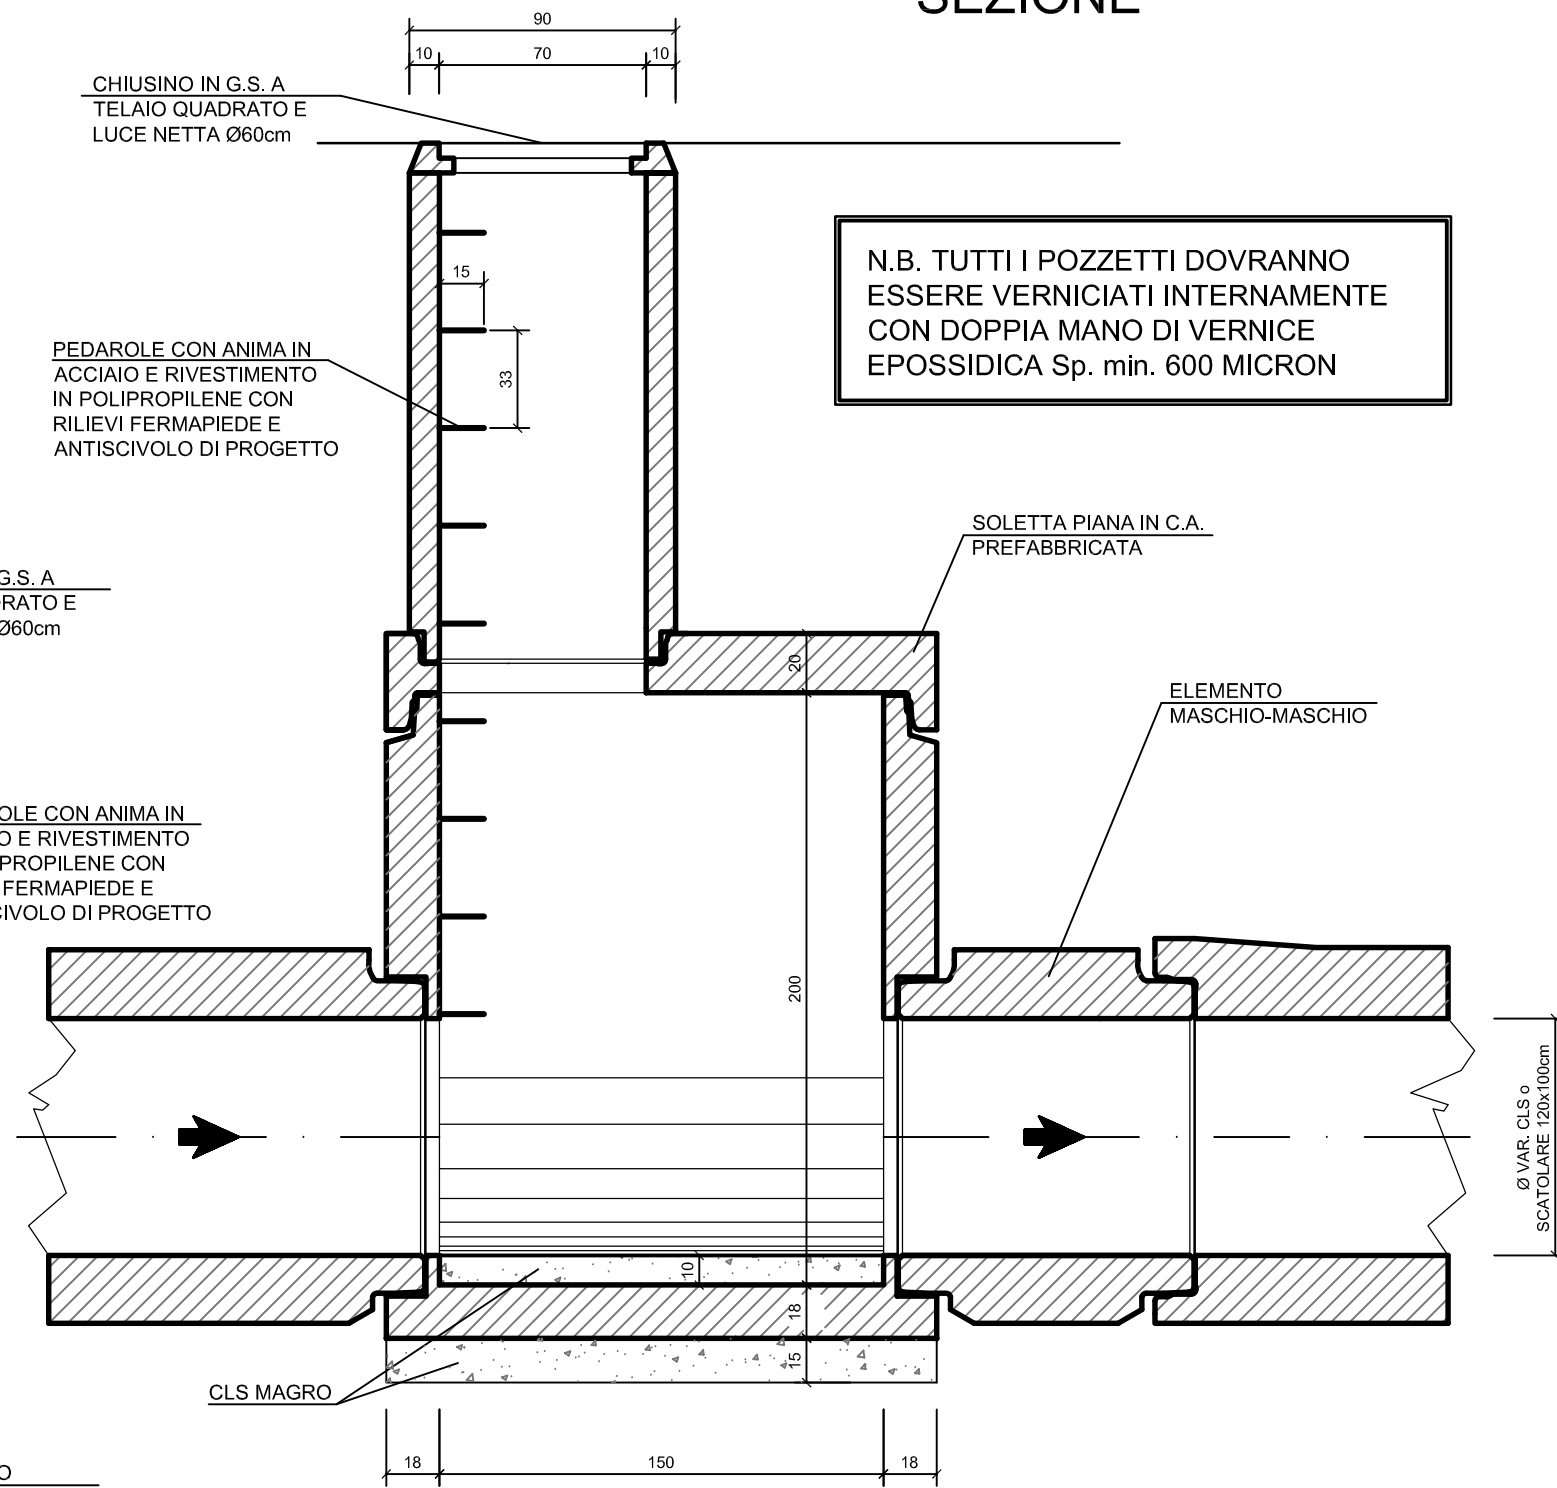 SEZIONE
90
10
70
10
CHIUSINO IN G.S. A
TELAIO QUADRATO E
LUCE NETTA Ø60cm
N.B. TUTTI I POZZETTI DOVRANNO
ESSERE VERNICIATI INTERNAMENTE
CON DOPPIA MANO DI VERNICE
EPOSSIDICA Sp. min. 600 MICRON
15
33
PEDAROLE CON ANIMA IN
ACCIAIO E RIVESTIMENTO
IN POLIPROPILENE CON
RILIEVI FERMAPIEDE E
ANTISCIVOLO DI PROGETTO
SOLETTA PIANA IN C.A.
PREFABBRICATA
G.S. A
DRATO E
Ø60cm
20
ELEMENTO
MASCHIO-MASCHIO
OLE CON ANIMA IN
O E RIVESTIMENTO
PROPILENE CON
FERMAPIEDE E
CIVOLO DI PROGETTO
200
Ø VAR. CLS o
SCATOLARE 120x100cm
10
18
15
CLS MAGRO
18
150
18
O